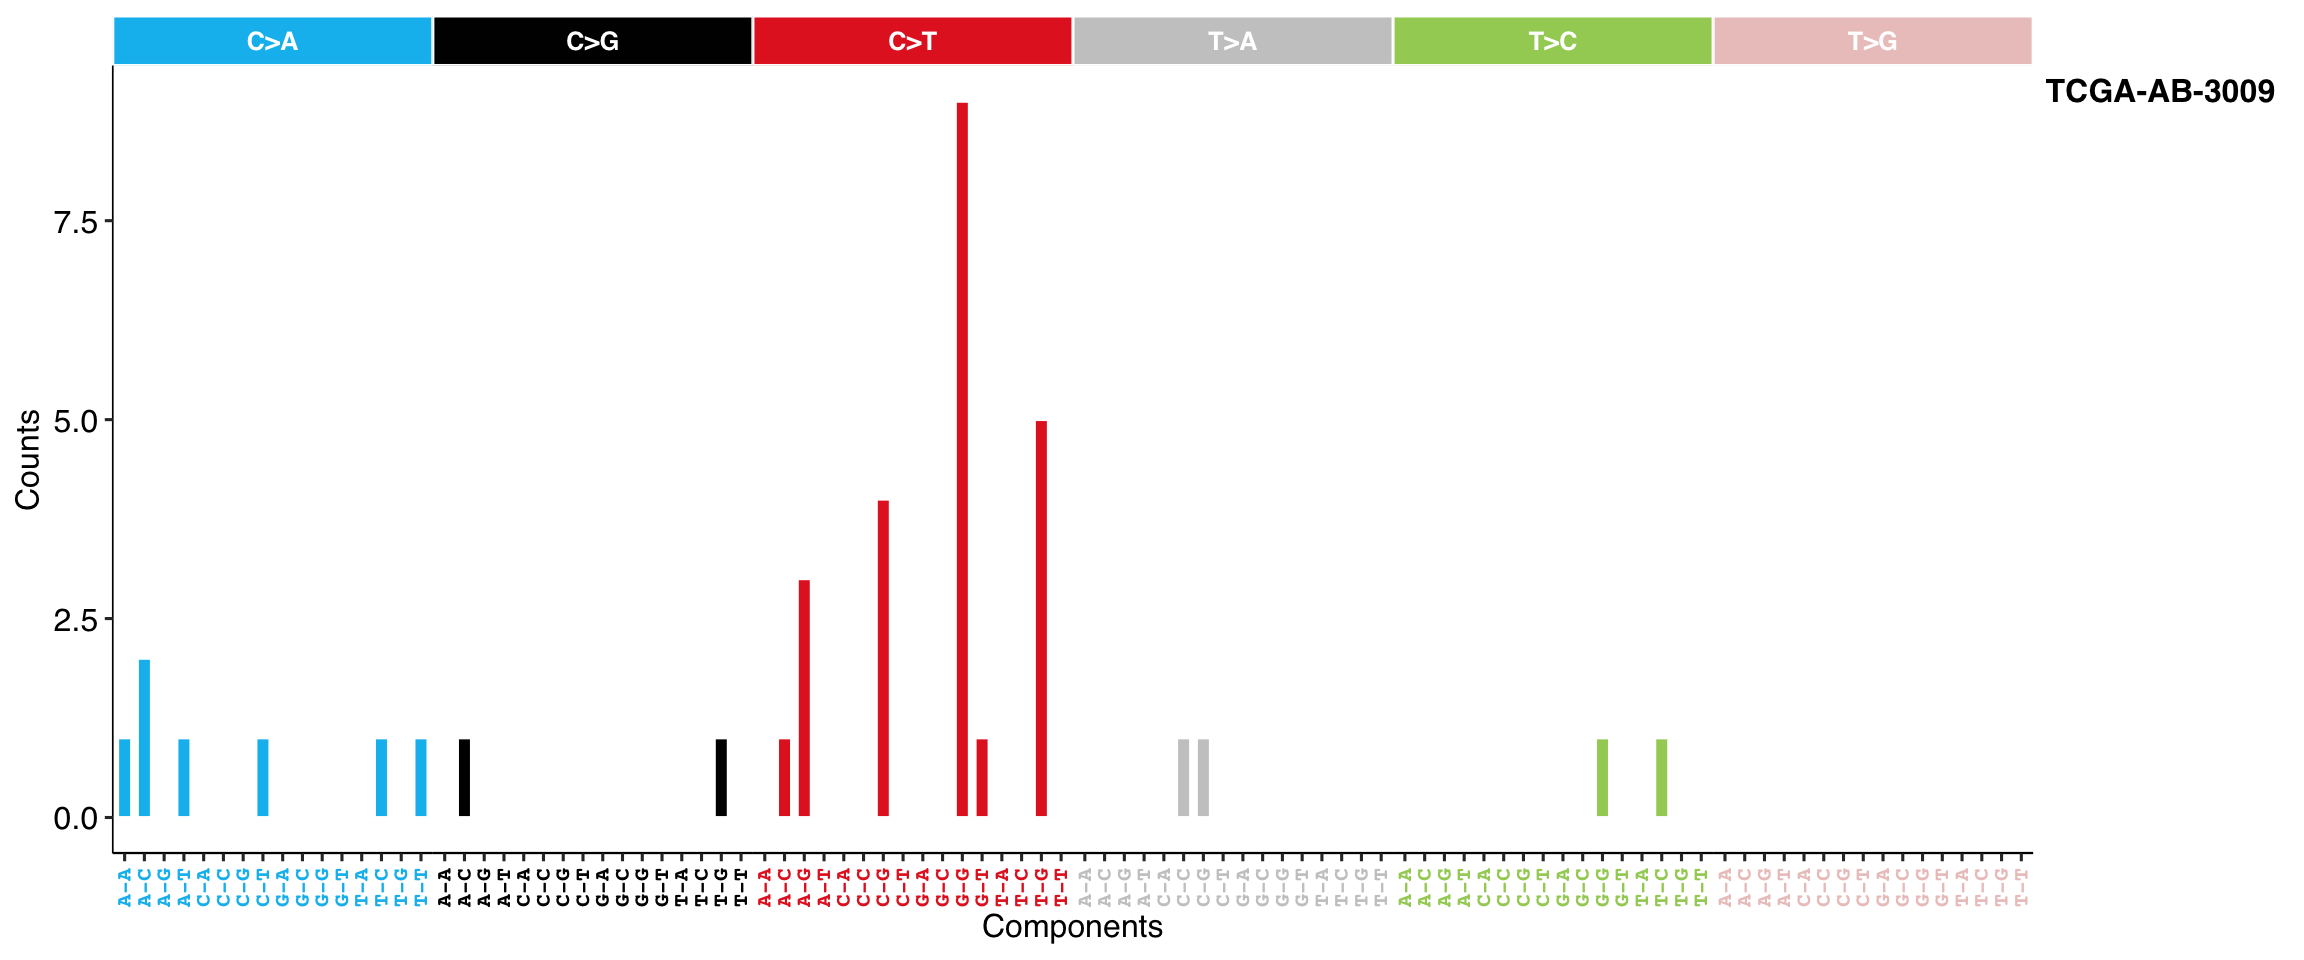 C>A C>G C>T T>A T>C T>G
TCGA-AB-3009
7.5
5.0
2.5
0.0
Counts
A-A A-C A-G A-T C-A C-C C-G C-T G-A G-C G-G G-T T-A T-C T-G T-T A-A A-C A-G A-T C-A C-C C-G C-T G-A G-C G-G G-T T-A T-C T-G T-T A-A A-C A-G A-T C-A C-C C-G C-T G-A G-C G-G G-T T-A T-C T-G T-T A-A A-C A-G A-T C-A C-C C-G C-T G-A G-C G-G G-T T-A T-C T-G T-T A-A A-C A-G A-T C-A C-C C-G C-T G-A G-C G-G G-T T-A T-C T-G T-T A-A A-C A-G A-T C-A C-C C-G C-T G-A G-C G-G G-T T-A T-C T-G T-T
Components